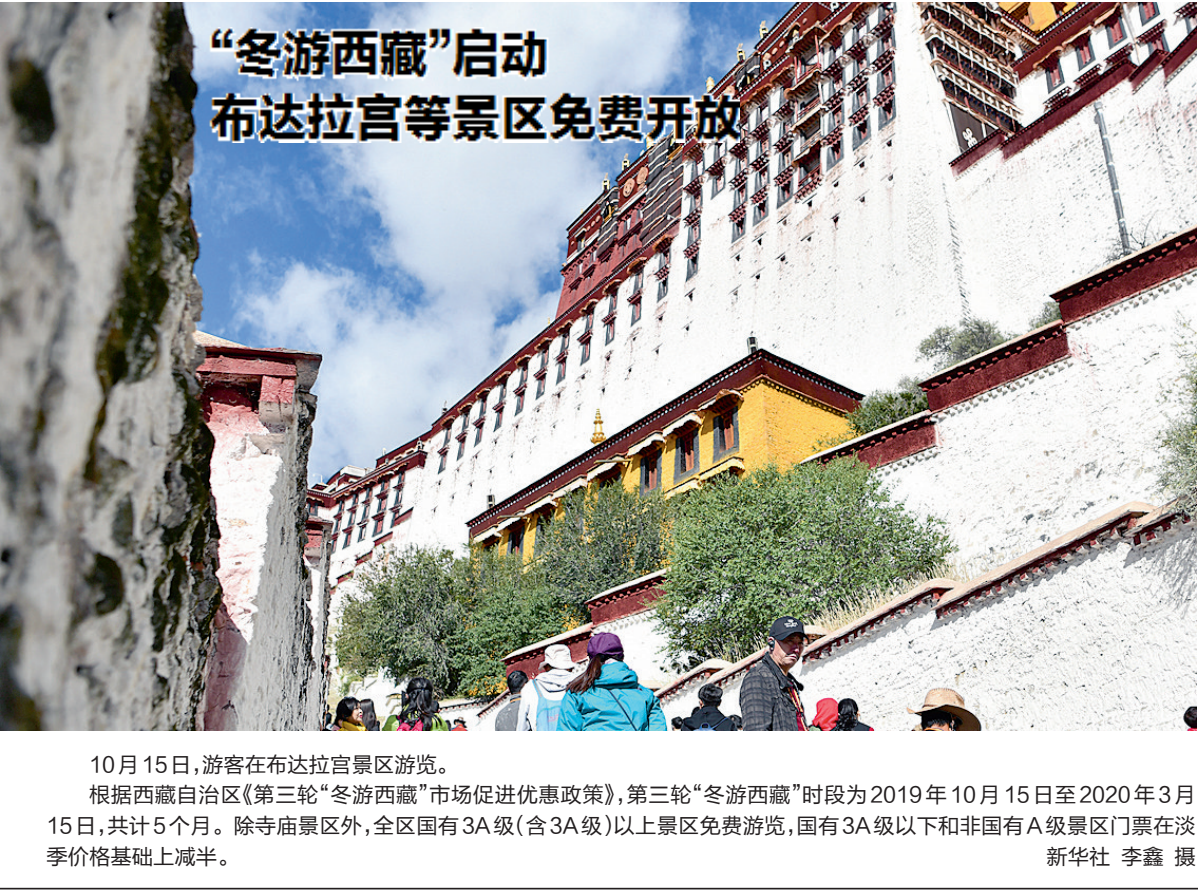 “冬游西藏”启动
布达拉宫等景区免费开放
10月15日,游客在布达拉宫景区游览。
根据西藏自治区《第三轮“冬游西藏”市场促进优惠政策》,第三轮“冬游西藏”时段为2019年10月15日至2020年3月
15日,共计5个月。除寺庙景区外,全区国有3A级(含3A级)以上景区免费游览,国有3A级以下和非国有A级景区门票在淡
季价格基础上减半。 新华社 李鑫 摄